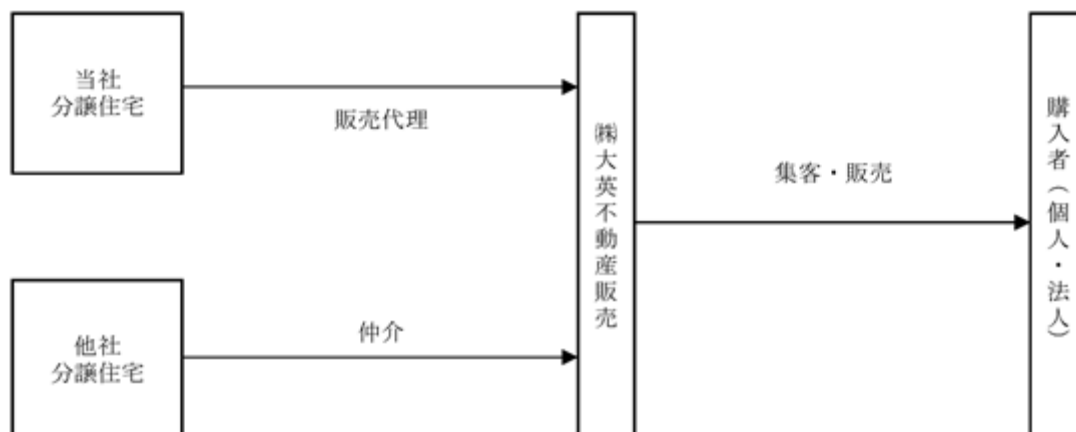 当社
分譲住宅
販売代理
㈱大英不動産販売
集客・販売
購入者（個人・法人）
他社
分譲住宅
仲介